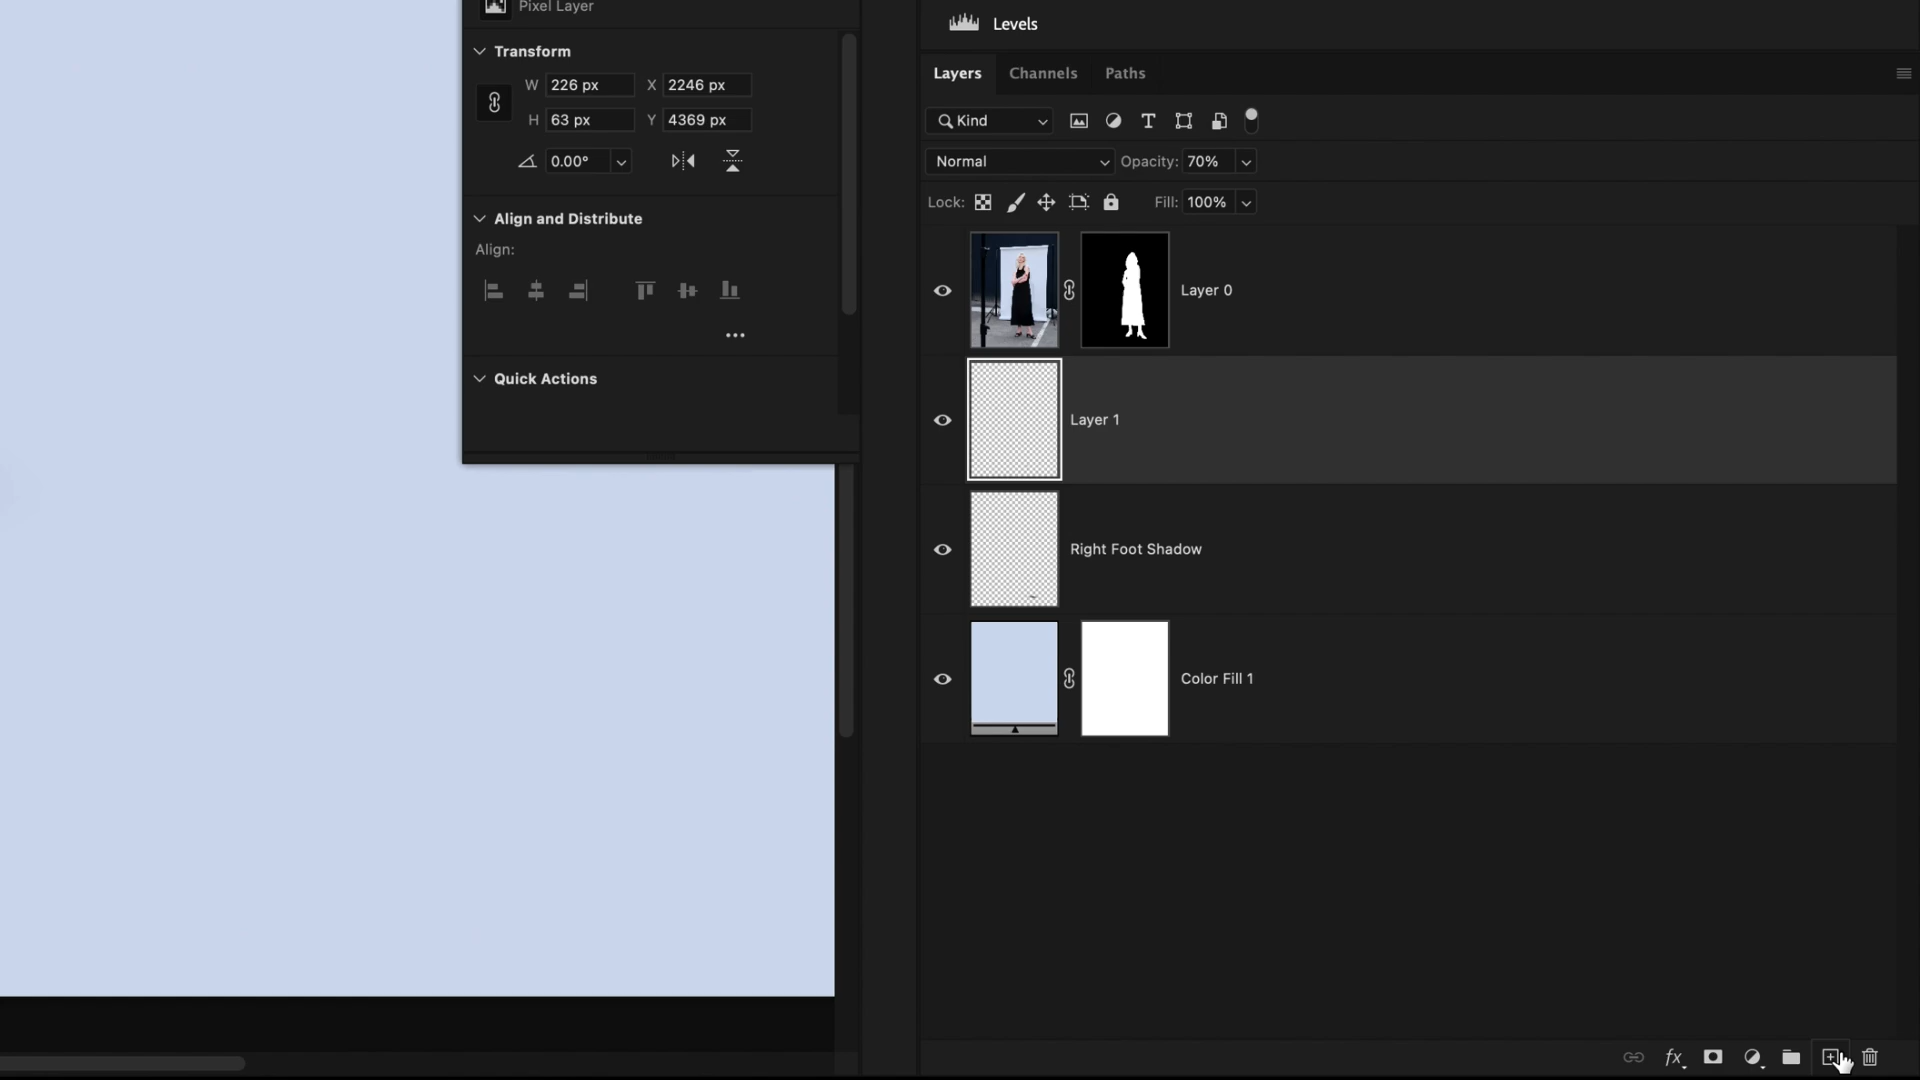 Pixel Layer
Transform
W 226 px X 2246 px
H 63 px Y 4369 px
0.00°
Align and Distribute
Align:
Quick Actions
Levels
Layers Channels Paths
Kind
Normal Opacity: 70%
Lock: Fill: 100%
Layer 0
Layer 1
Right Foot Shadow
Color Fill 1
fx